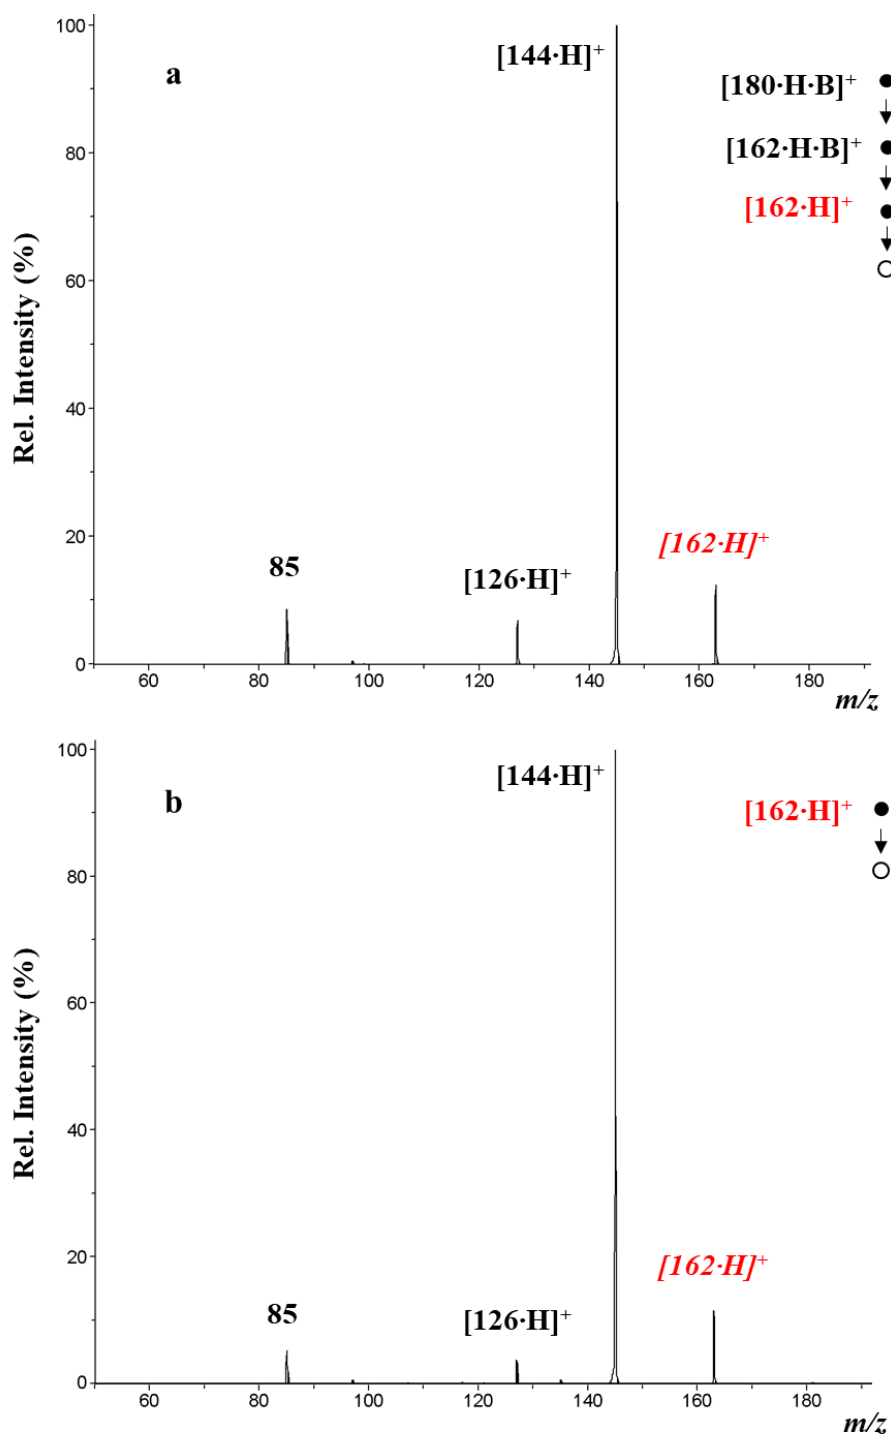 100
80
60
40
20
0
Rel. Intensity (%)
a
[144·H]⁺
[180·H·B]⁺
[162·H·B]⁺
[162·H]⁺
[162·H]⁺
85
[126·H]⁺
60 80 100 120 140 160 180
m/z
100
80
60
40
20
0
Rel. Intensity (%)
b
[144·H]⁺
[162·H]⁺
[162·H]⁺
85
[126·H]⁺
60 80 100 120 140 160 180
m/z